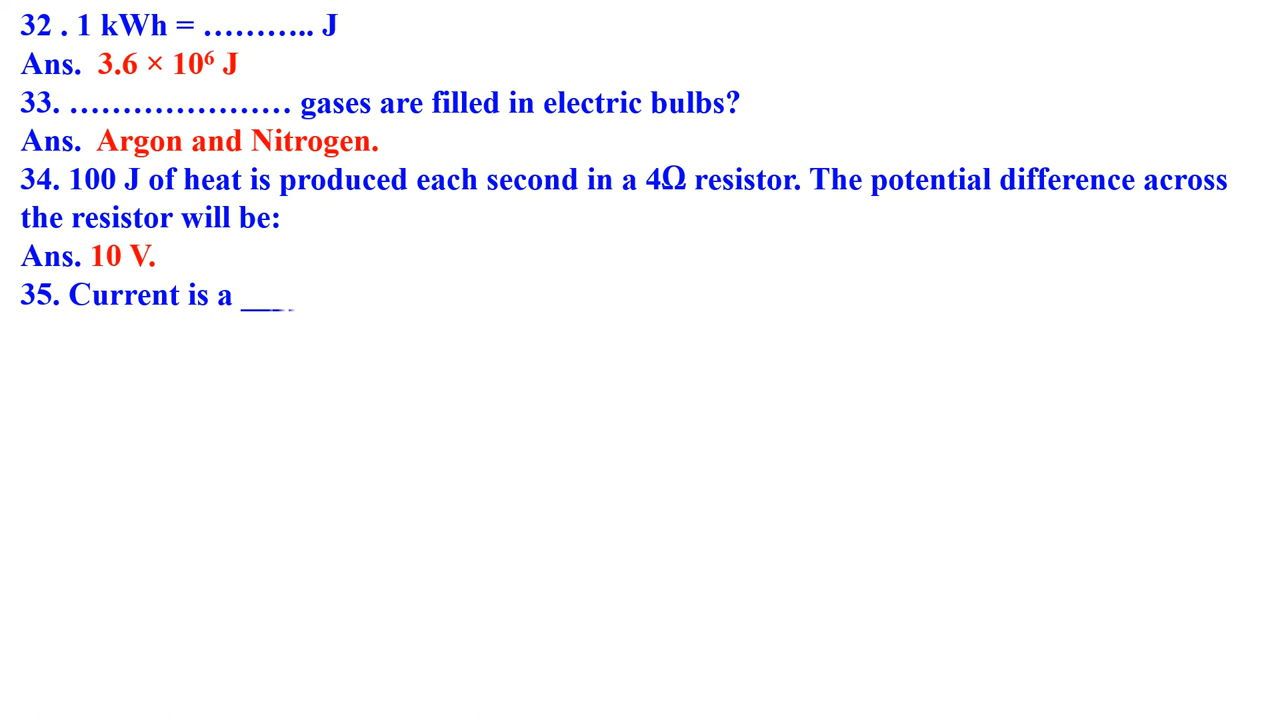 32 . 1 kWh = ……….. J
Ans. 3.6 × 10⁶ J
33. ………………… gases are filled in electric bulbs?
Ans. Argon and Nitrogen.
34. 100 J of heat is produced each second in a 4Ω resistor. The potential difference across
the resistor will be:
Ans. 10 V.
35. Current is a ___